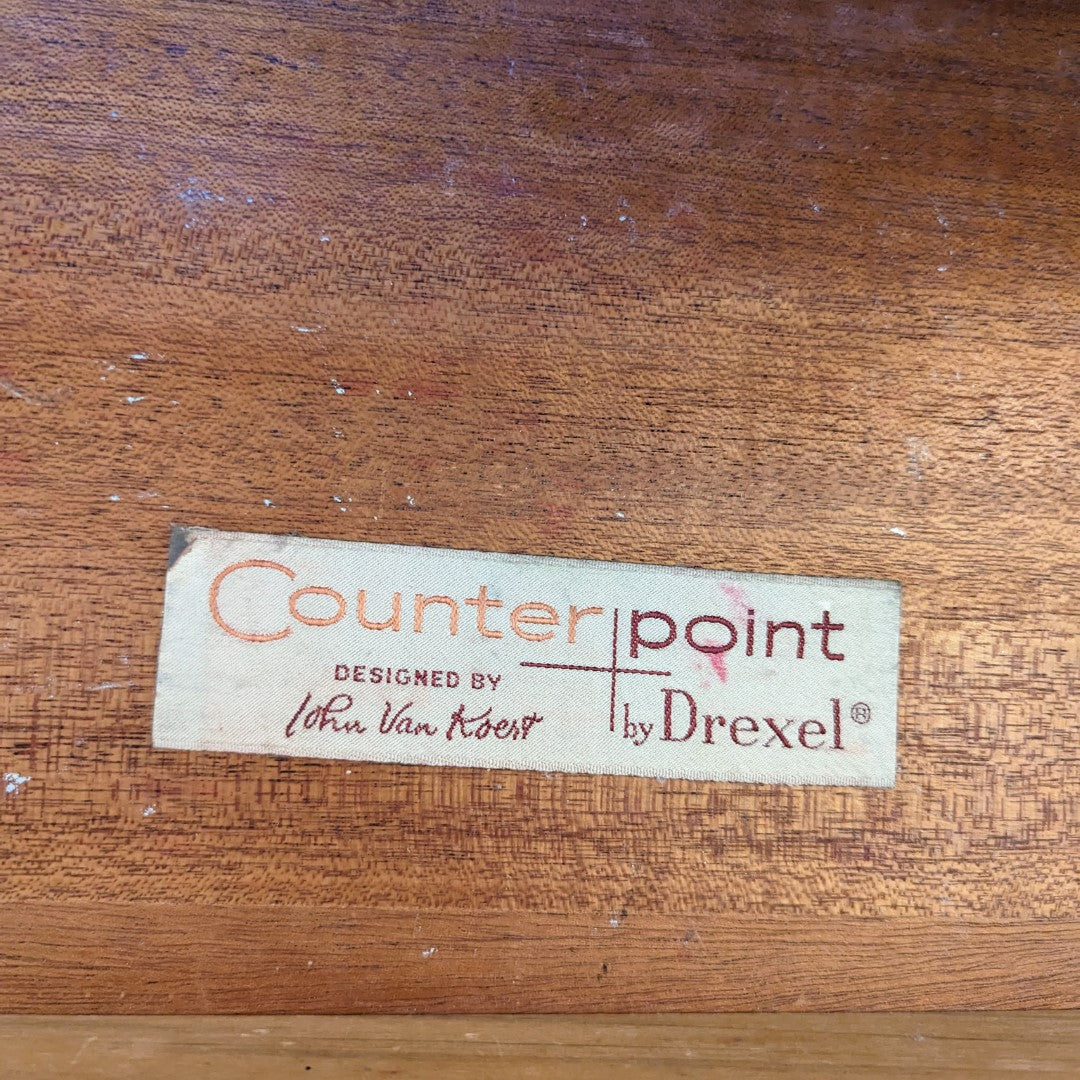 Counterpoint
DESIGNED BY
John Van Koert
by Drexel®